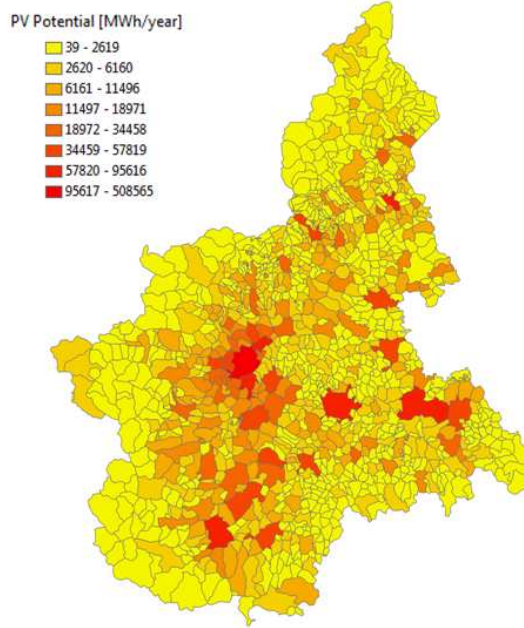 PV Potential [MWh/year]
39 - 2619
2620 - 6160
6161 - 11496
11497 - 18971
18972 - 34458
34459 - 57819
57820 - 95616
95617 - 508565